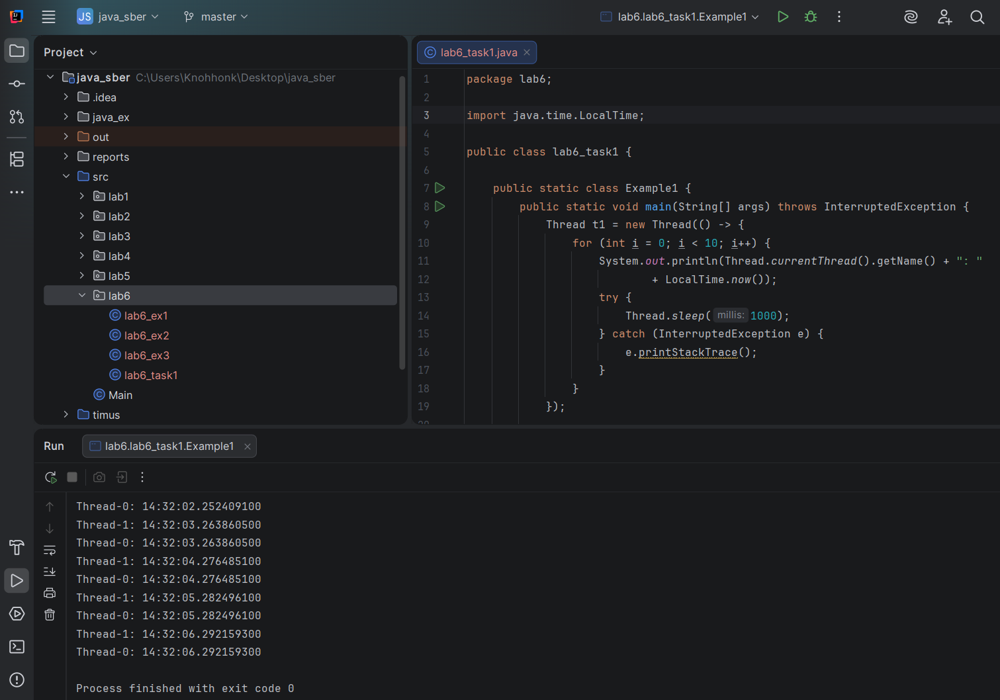 JS java_sber master lab6.lab6_task1.Example1
Project
java_sber C:\Users\Knohhonk\Desktop\java_sber
.idea
java_ex
out
reports
src
lab1
lab2
lab3
lab4
lab5
lab6
lab6_ex1
lab6_ex2
lab6_ex3
lab6_task1
Main
timus
lab6_task1.java
1 package lab6;
2
3 import java.time.LocalTime;
4
5 public class lab6_task1 {
6
7 public static class Example1 {
8 public static void main(String[] args) throws InterruptedException {
9 Thread t1 = new Thread(() -> {
10 for (int i = 0; i < 10; i++) {
11 System.out.println(Thread.currentThread().getName() + ": "
12 + LocalTime.now());
13 try {
14 Thread.sleep( millis: 1000);
15 } catch (InterruptedException e) {
16 e.printStackTrace();
17 }
18 }
19 });
Run lab6.lab6_task1.Example1
Thread-0: 14:32:02.252409100
Thread-1: 14:32:03.263860500
Thread-0: 14:32:03.263860500
Thread-1: 14:32:04.276485100
Thread-0: 14:32:04.276485100
Thread-1: 14:32:05.282496100
Thread-0: 14:32:05.282496100
Thread-1: 14:32:06.292159300
Thread-0: 14:32:06.292159300
Process finished with exit code 0